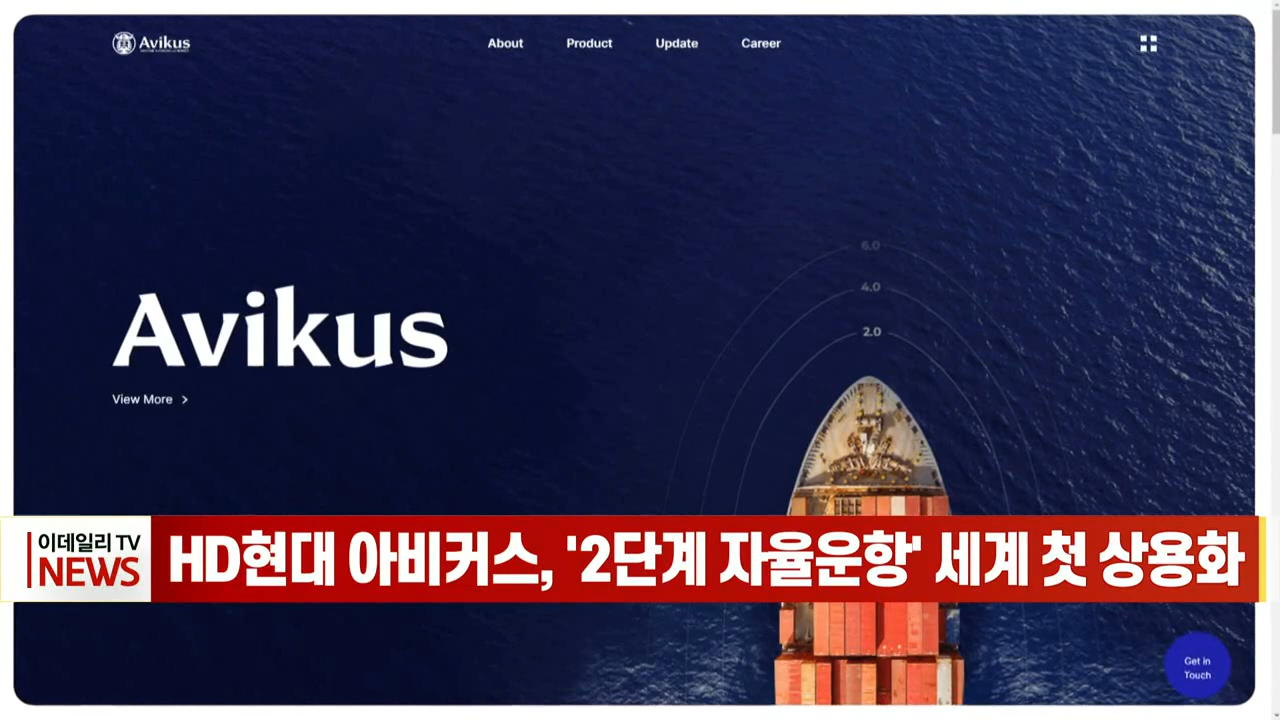 Avikus
About
Product
Update
Career
6.0
4.0
2.0
Avikus
View More >
이데일리 TV
NEWS
HD현대 아비커스, '2단계 자율운항' 세계 첫 상용화
Get in
Touch